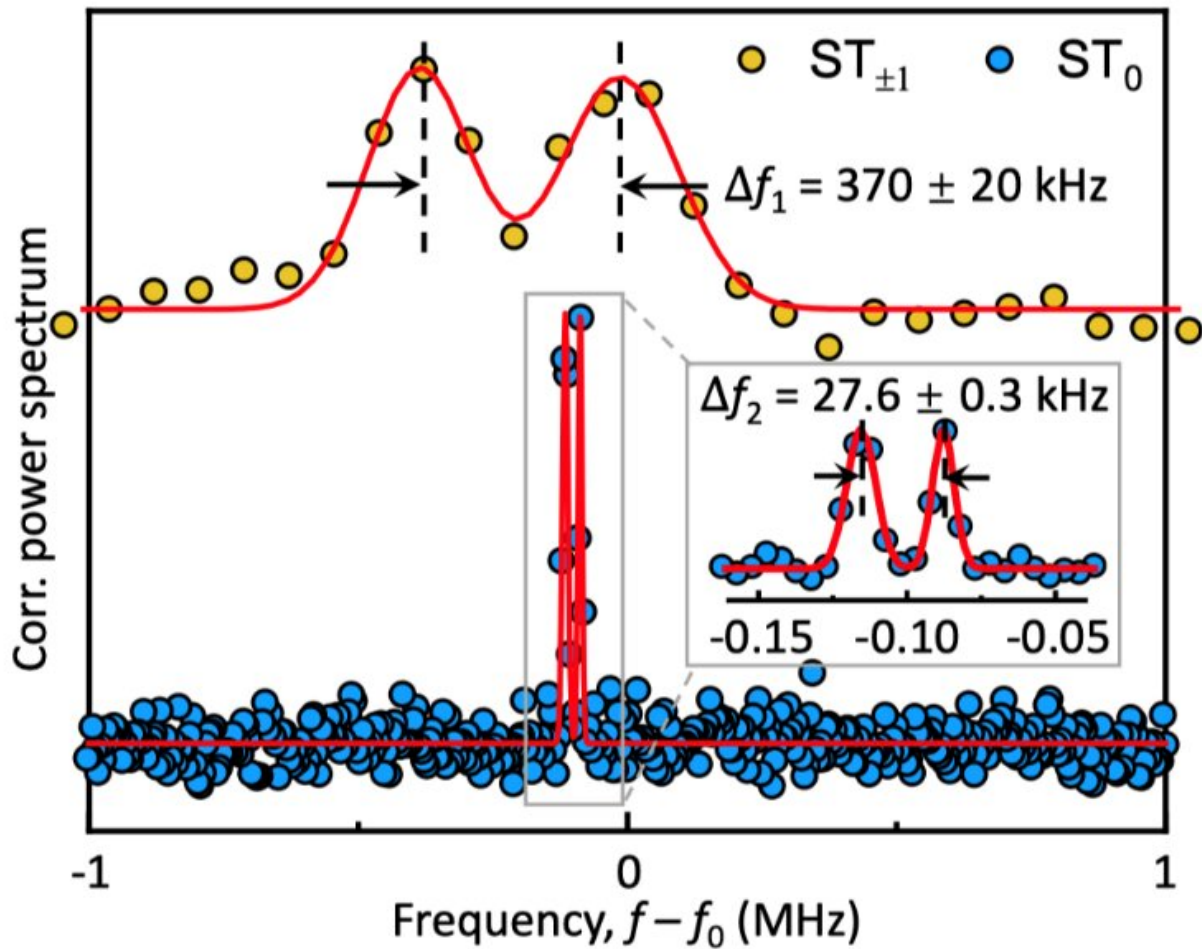 ST±1 ST0
Δf1 = 370 ± 20 kHz
Δf2 = 27.6 ± 0.3 kHz
-0.15 -0.10 -0.05
Corr. power spectrum
-1 0 1
Frequency, f – f0 (MHz)